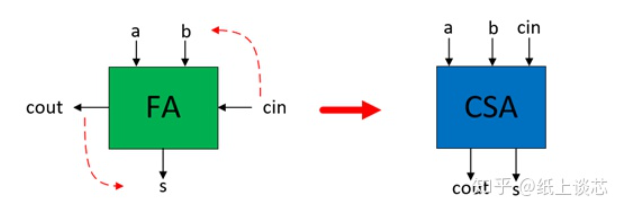 a b
cout FA cin
s
a b cin
CSA
cout s
知乎 @纸上谈芯